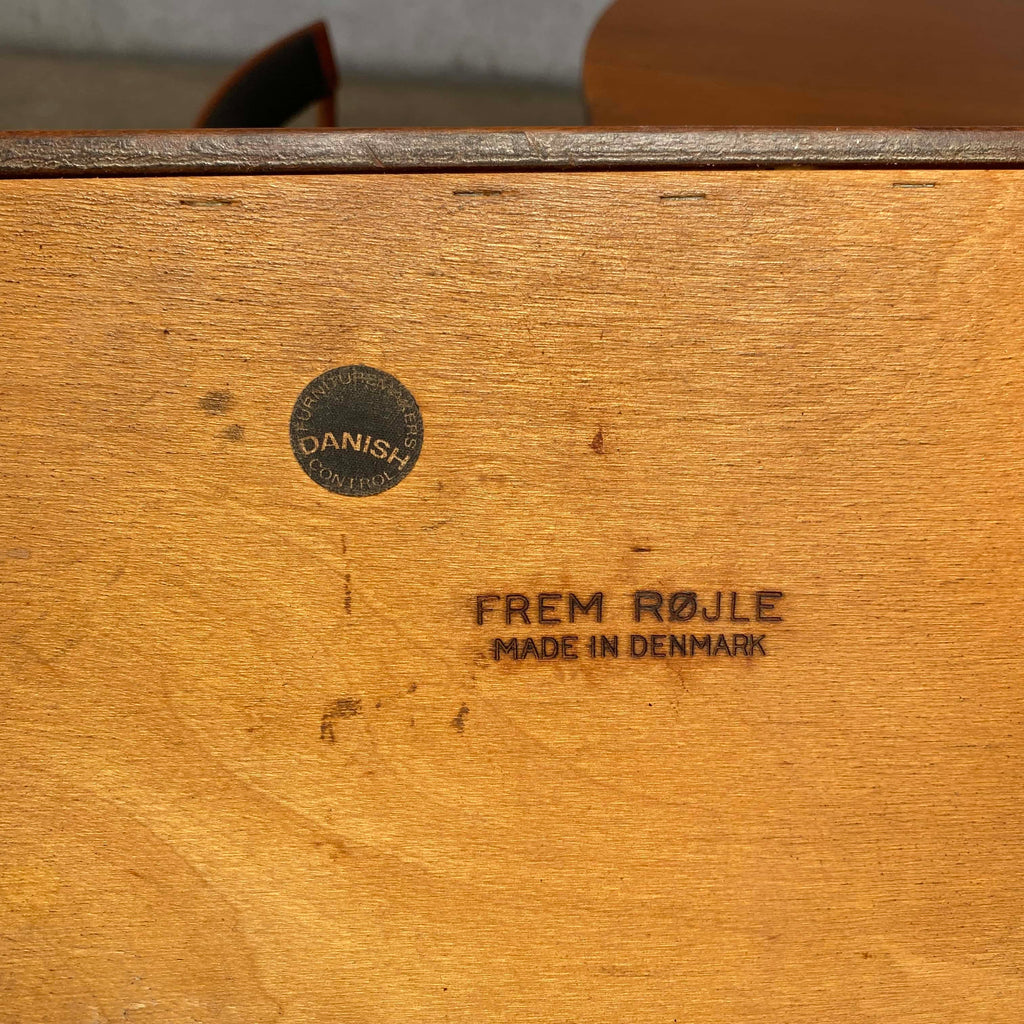 FURNITUREMAKERS
DANISH
CONTROL
FREM RØJLE
MADE IN DENMARK